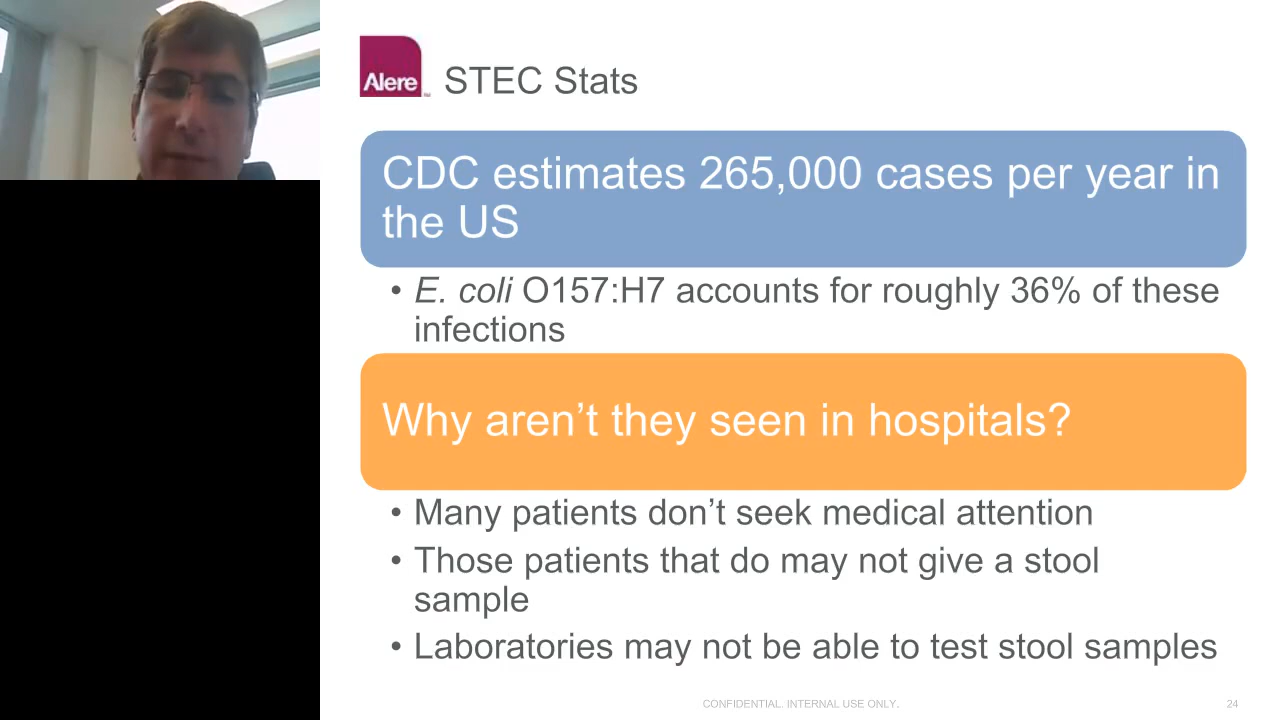 Alere
STEC Stats
CDC estimates 265,000 cases per year in
the US
• E. coli O157:H7 accounts for roughly 36% of these
infections
Why aren’t they seen in hospitals?
• Many patients don’t seek medical attention
• Those patients that do may not give a stool
sample
• Laboratories may not be able to test stool samples
CONFIDENTIAL. INTERNAL USE ONLY.
24